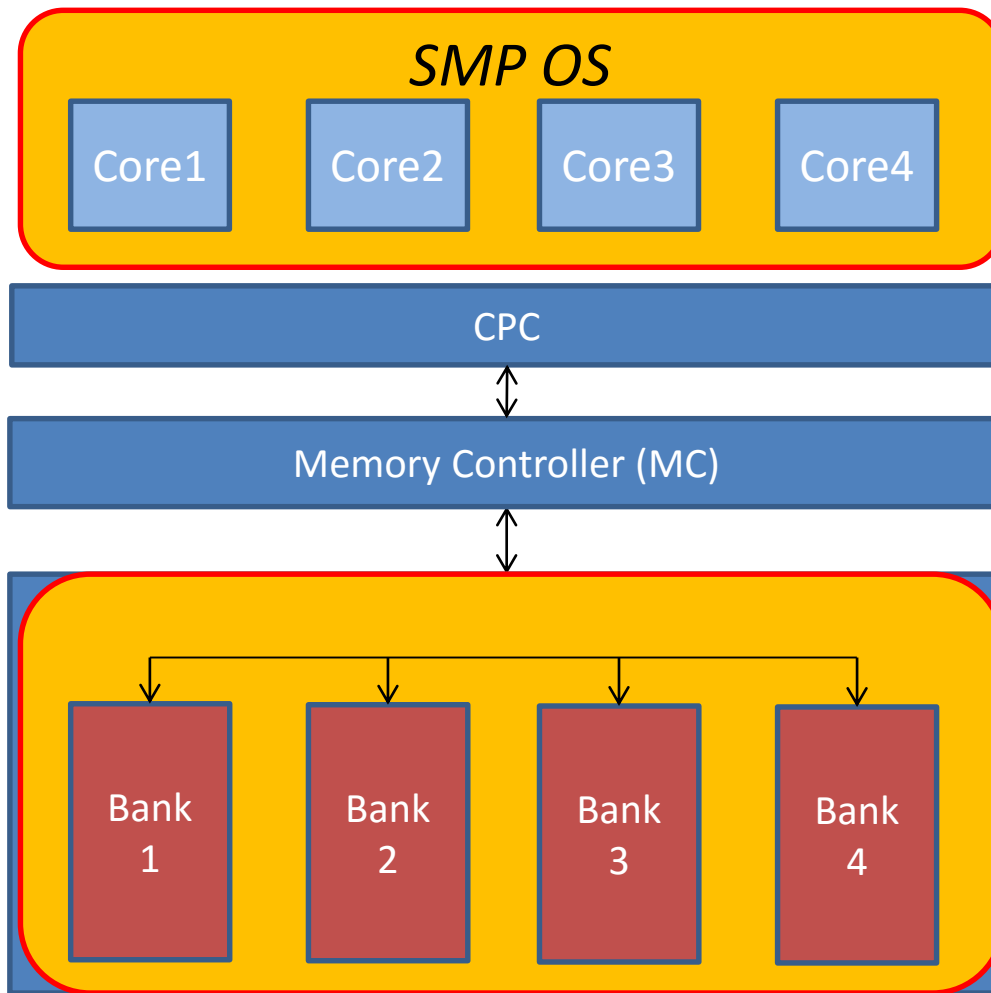 SMP OS
Core1 Core2 Core3 Core4
CPC
Memory Controller (MC)
Bank Bank Bank Bank
1 2 3 4